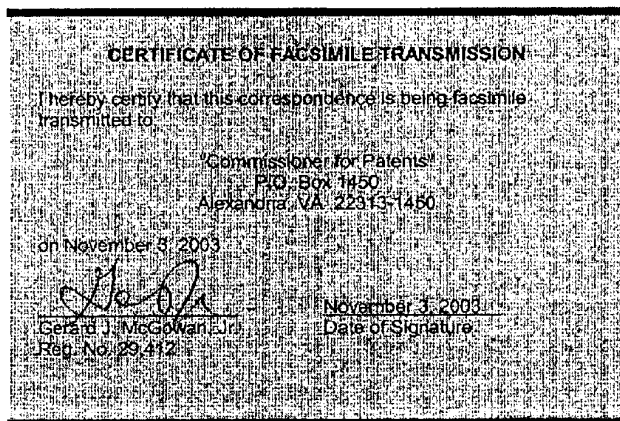 CERTIFICATE OF FACSIMILE TRANSMISSION
I hereby certify that this correspondence is being facsimile
transmitted to:
"Commissioner for Patents"
P.O. Box 1450
Alexandria, VA 22313-1450
on November 3, 2003
Gerard J. McGowan, Jr.
Reg. No. 29,412
November 3, 2003
Date of Signature